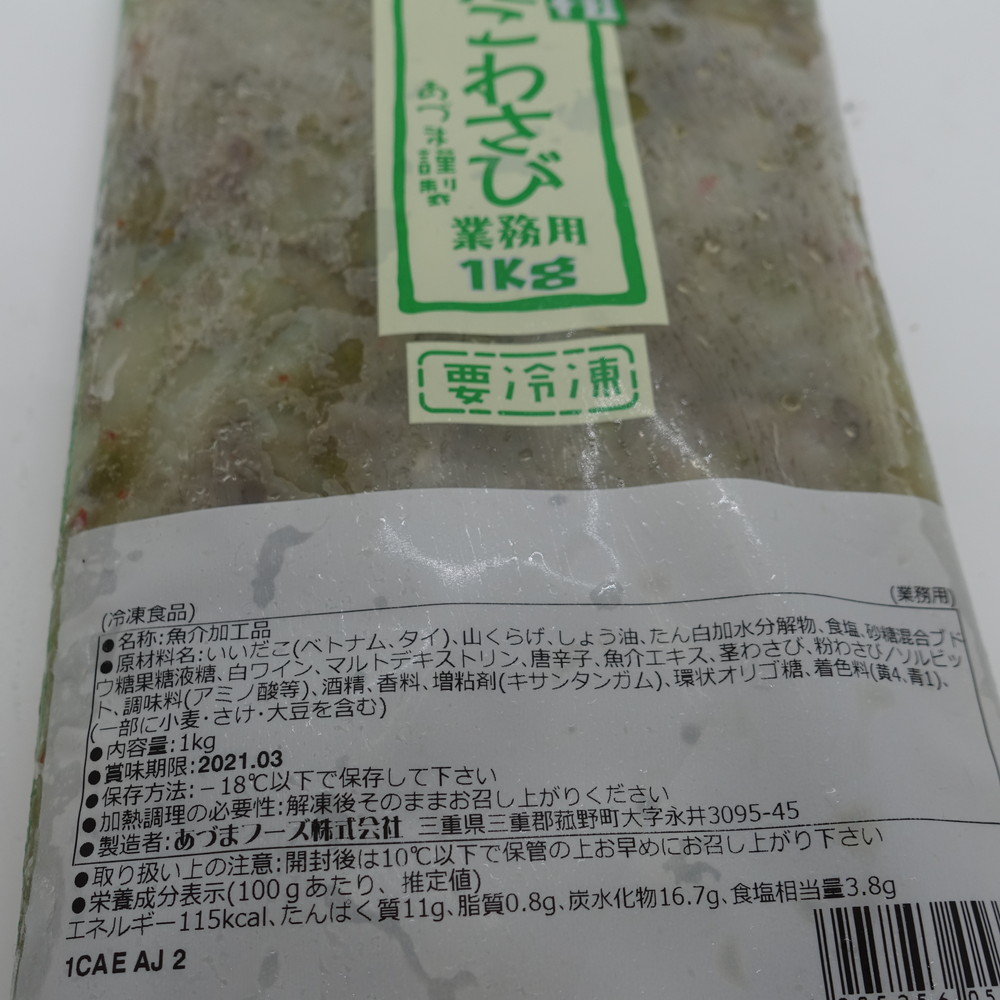 こわさび
あづま謹製
業務用
1Kg
要冷凍
(冷凍食品)
(業務用)
●名称:魚介加工品
●原材料名:いいだこ(ベトナム、タイ)、山くらげ、しょう油、たん白加水分解物、食塩、砂糖混合ブド
ウ糖果糖液糖、白ワイン、マルトデキストリン、唐辛子、魚介エキス、茎わさび、粉わさび/ソルビッ
ト、調味料(アミノ酸等)、酒精、香料、増粘剤(キサンタンガム)、環状オリゴ糖、着色料(黄4、青1)、
(一部に小麦・さけ・大豆を含む)
●内容量:1kg
●賞味期限:2021.03
●保存方法:−18℃以下で保存して下さい
●加熱調理の必要性:解凍後そのままお召し上がりください
●製造者:あづまフーズ株式会社 三重県三重郡菰野町大字永井3095-45
●取り扱い上の注意:開封後は10℃以下で保管の上お早めにお召し上がり下さい
●栄養成分表示(100gあたり、推定値)
エネルギー115kcal、たんぱく質11g、脂質0.8g、炭水化物16.7g、食塩相当量3.8g
1CAE AJ 2